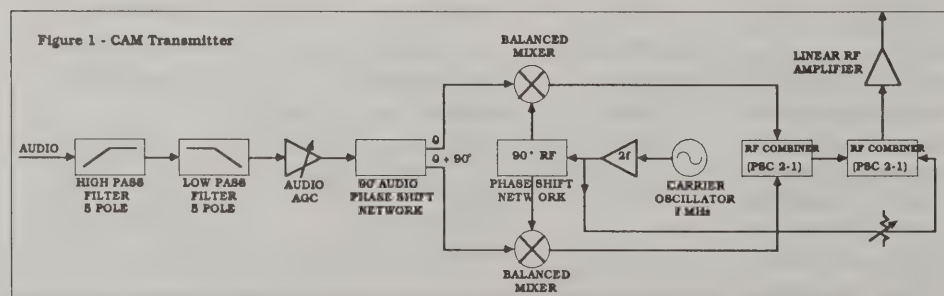 Figure 1 - CAM Transmitter
BALANCED
MIXER
LINEAR RF
AMPLIFIER
AUDIO
θ
θ + 90°
HIGH PASS
FILTER
5 POLE
LOW PASS
FILTER
5 POLE
AUDIO
AGC
90° AUDIO
PHASE SHIFT
NETWORK
90° RF
PHASE SHIFT
NETWORK
2f
CARRIER
OSCILLATOR
f MHz
RF COMBINER
(PSC 2-1)
RF COMBINER
(PSC 2-1)
BALANCED
MIXER